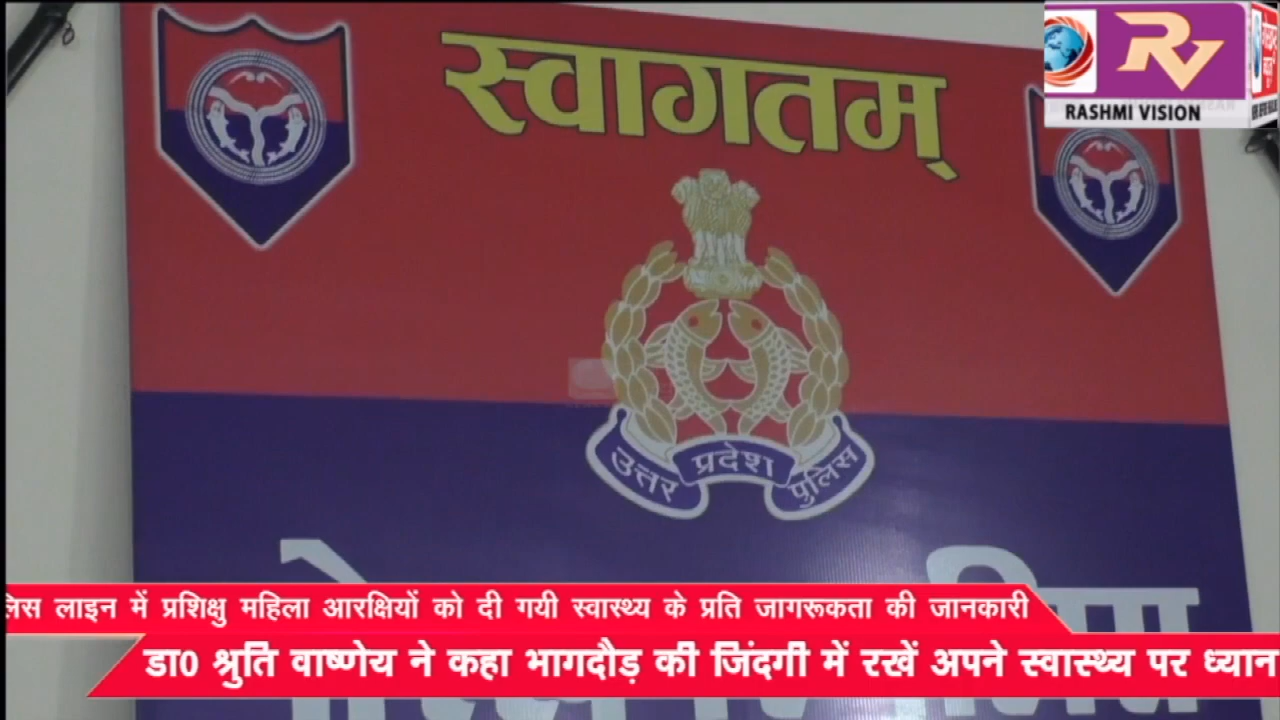 स्वागतम्
RV
RASHMI VISION
उत्तर प्रदेश पुलिस
लिस लाइन में प्रशिक्षु महिला आरक्षियों को दी गयी स्वास्थ्य के प्रति जागरूकता की जानकारी
डा0 श्रुति वार्ष्णेय ने कहा भागदौड़ की जिंदगी में रखें अपने स्वास्थ्य पर ध्यान